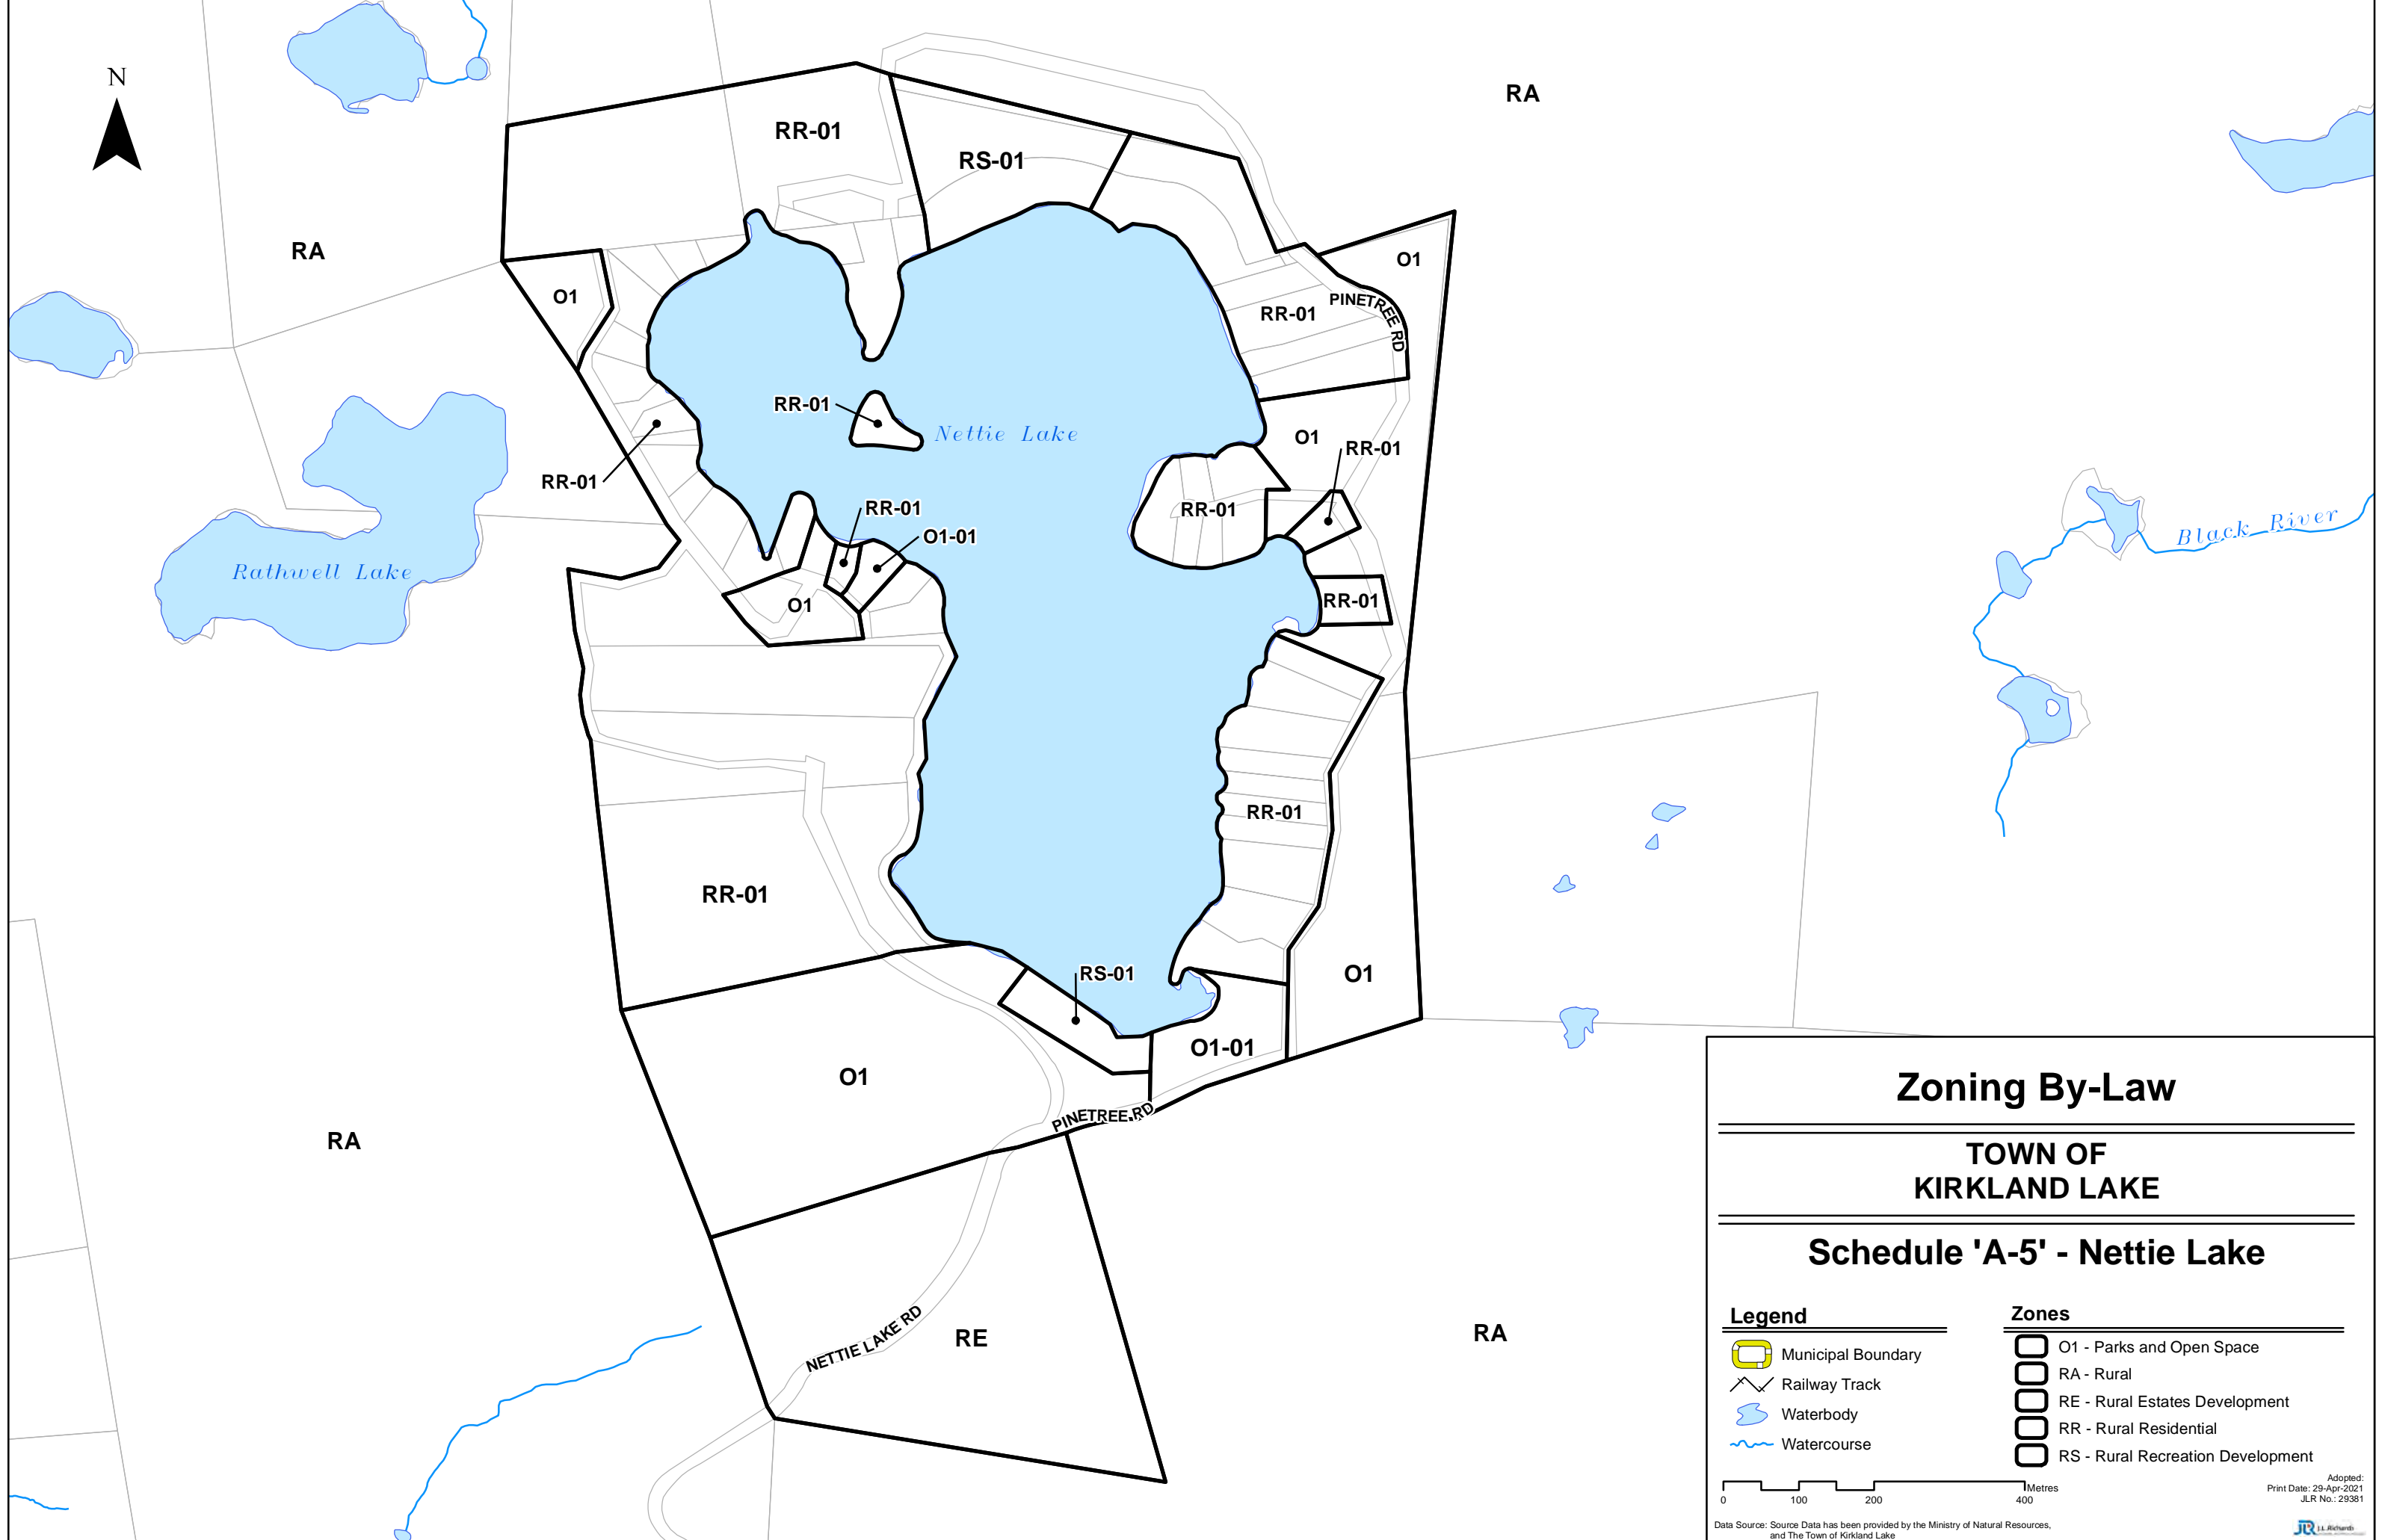 N
RA
RR-01
RS-01
RA
O1
O1
RR-01
PINETREE RD
RR-01
Nettie Lake
O1
RR-01
RR-01
RR-01
RR-01
O1-01
Black River
Rathwell Lake
O1
RR-01
RR-01
RR-01
RS-01
O1
O1-01
O1
PINETREE RD
RA
NETTIE LAKE RD
RE
RA
Zoning By-Law
TOWN OF
KIRKLAND LAKE
Schedule 'A-5' - Nettie Lake
Legend
Municipal Boundary
Railway Track
Waterbody
Watercourse
Zones
O1 - Parks and Open Space
RA - Rural
RE - Rural Estates Development
RR - Rural Residential
RS - Rural Recreation Development
Metres
0 100 200 400
Adopted:
Print Date: 29-Apr-2021
JLR No.: 29381
Data Source: Source Data has been provided by the Ministry of Natural Resources,
and The Town of Kirkland Lake
JLR J.L. Richards